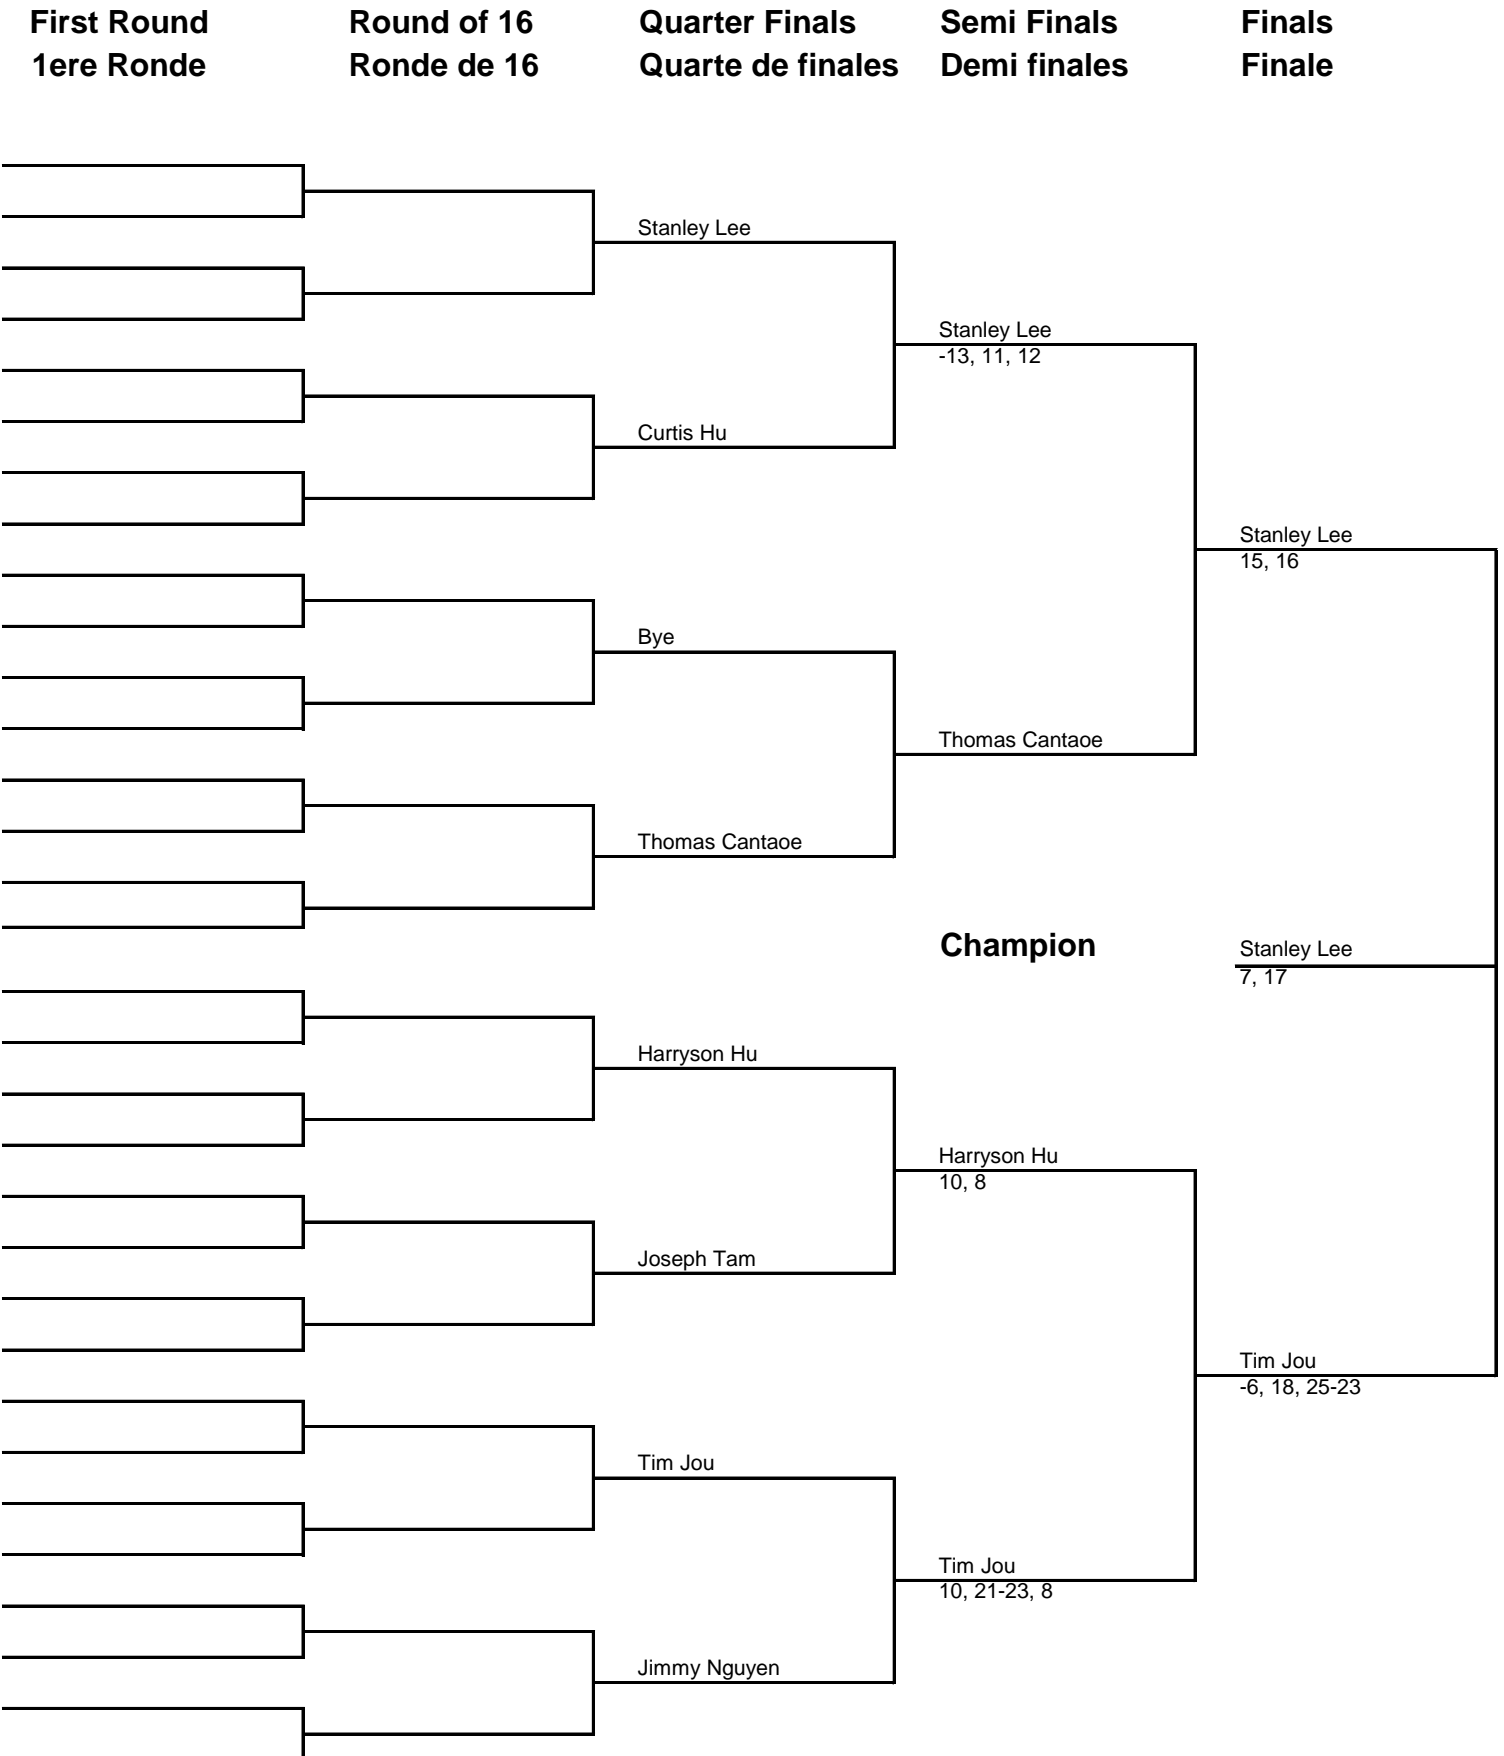 First Round
Round of 16
Quarter Finals
Semi Finals
Finals
1ere Ronde
Ronde de 16
Quarte de finales
Demi finales
Finale
Stanley Lee
Stanley Lee
-13, 11, 12
Curtis Hu
Stanley Lee
15, 16
Bye
Thomas Cantaoe
Thomas Cantaoe
Champion
Stanley Lee
7, 17
Harryson Hu
Harryson Hu
10, 8
Joseph Tam
Tim Jou
-6, 18, 25-23
Tim Jou
Tim Jou
10, 21-23, 8
Jimmy Nguyen